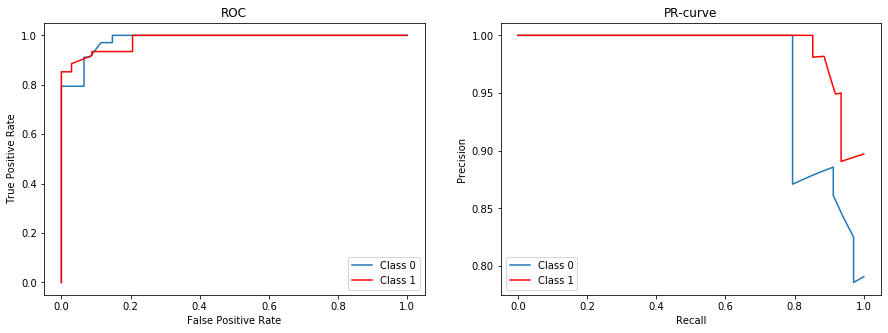 ROC
True Positive Rate
1.0
0.8
0.6
0.4
0.2
0.0
0.0 0.2 0.4 0.6 0.8 1.0
False Positive Rate
Class 0
Class 1
PR-curve
Precision
1.00
0.95
0.90
0.85
0.80
0.0 0.2 0.4 0.6 0.8 1.0
Recall
Class 0
Class 1